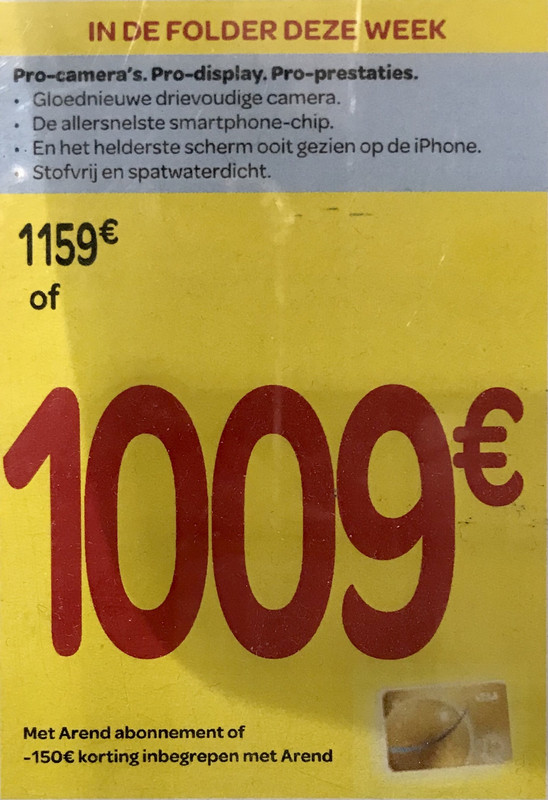 IN DE FOLDER DEZE WEEK
Pro-camera's. Pro-display. Pro-prestaties.
• Gloednieuwe drievoudige camera.
• De allersnelste smartphone-chip.
• En het helderste scherm ooit gezien op de iPhone.
• Stofvrij en spatwaterdicht.
1159€
of
1009€
Met Arend abonnement of
-150€ korting inbegrepen met Arend
VISA